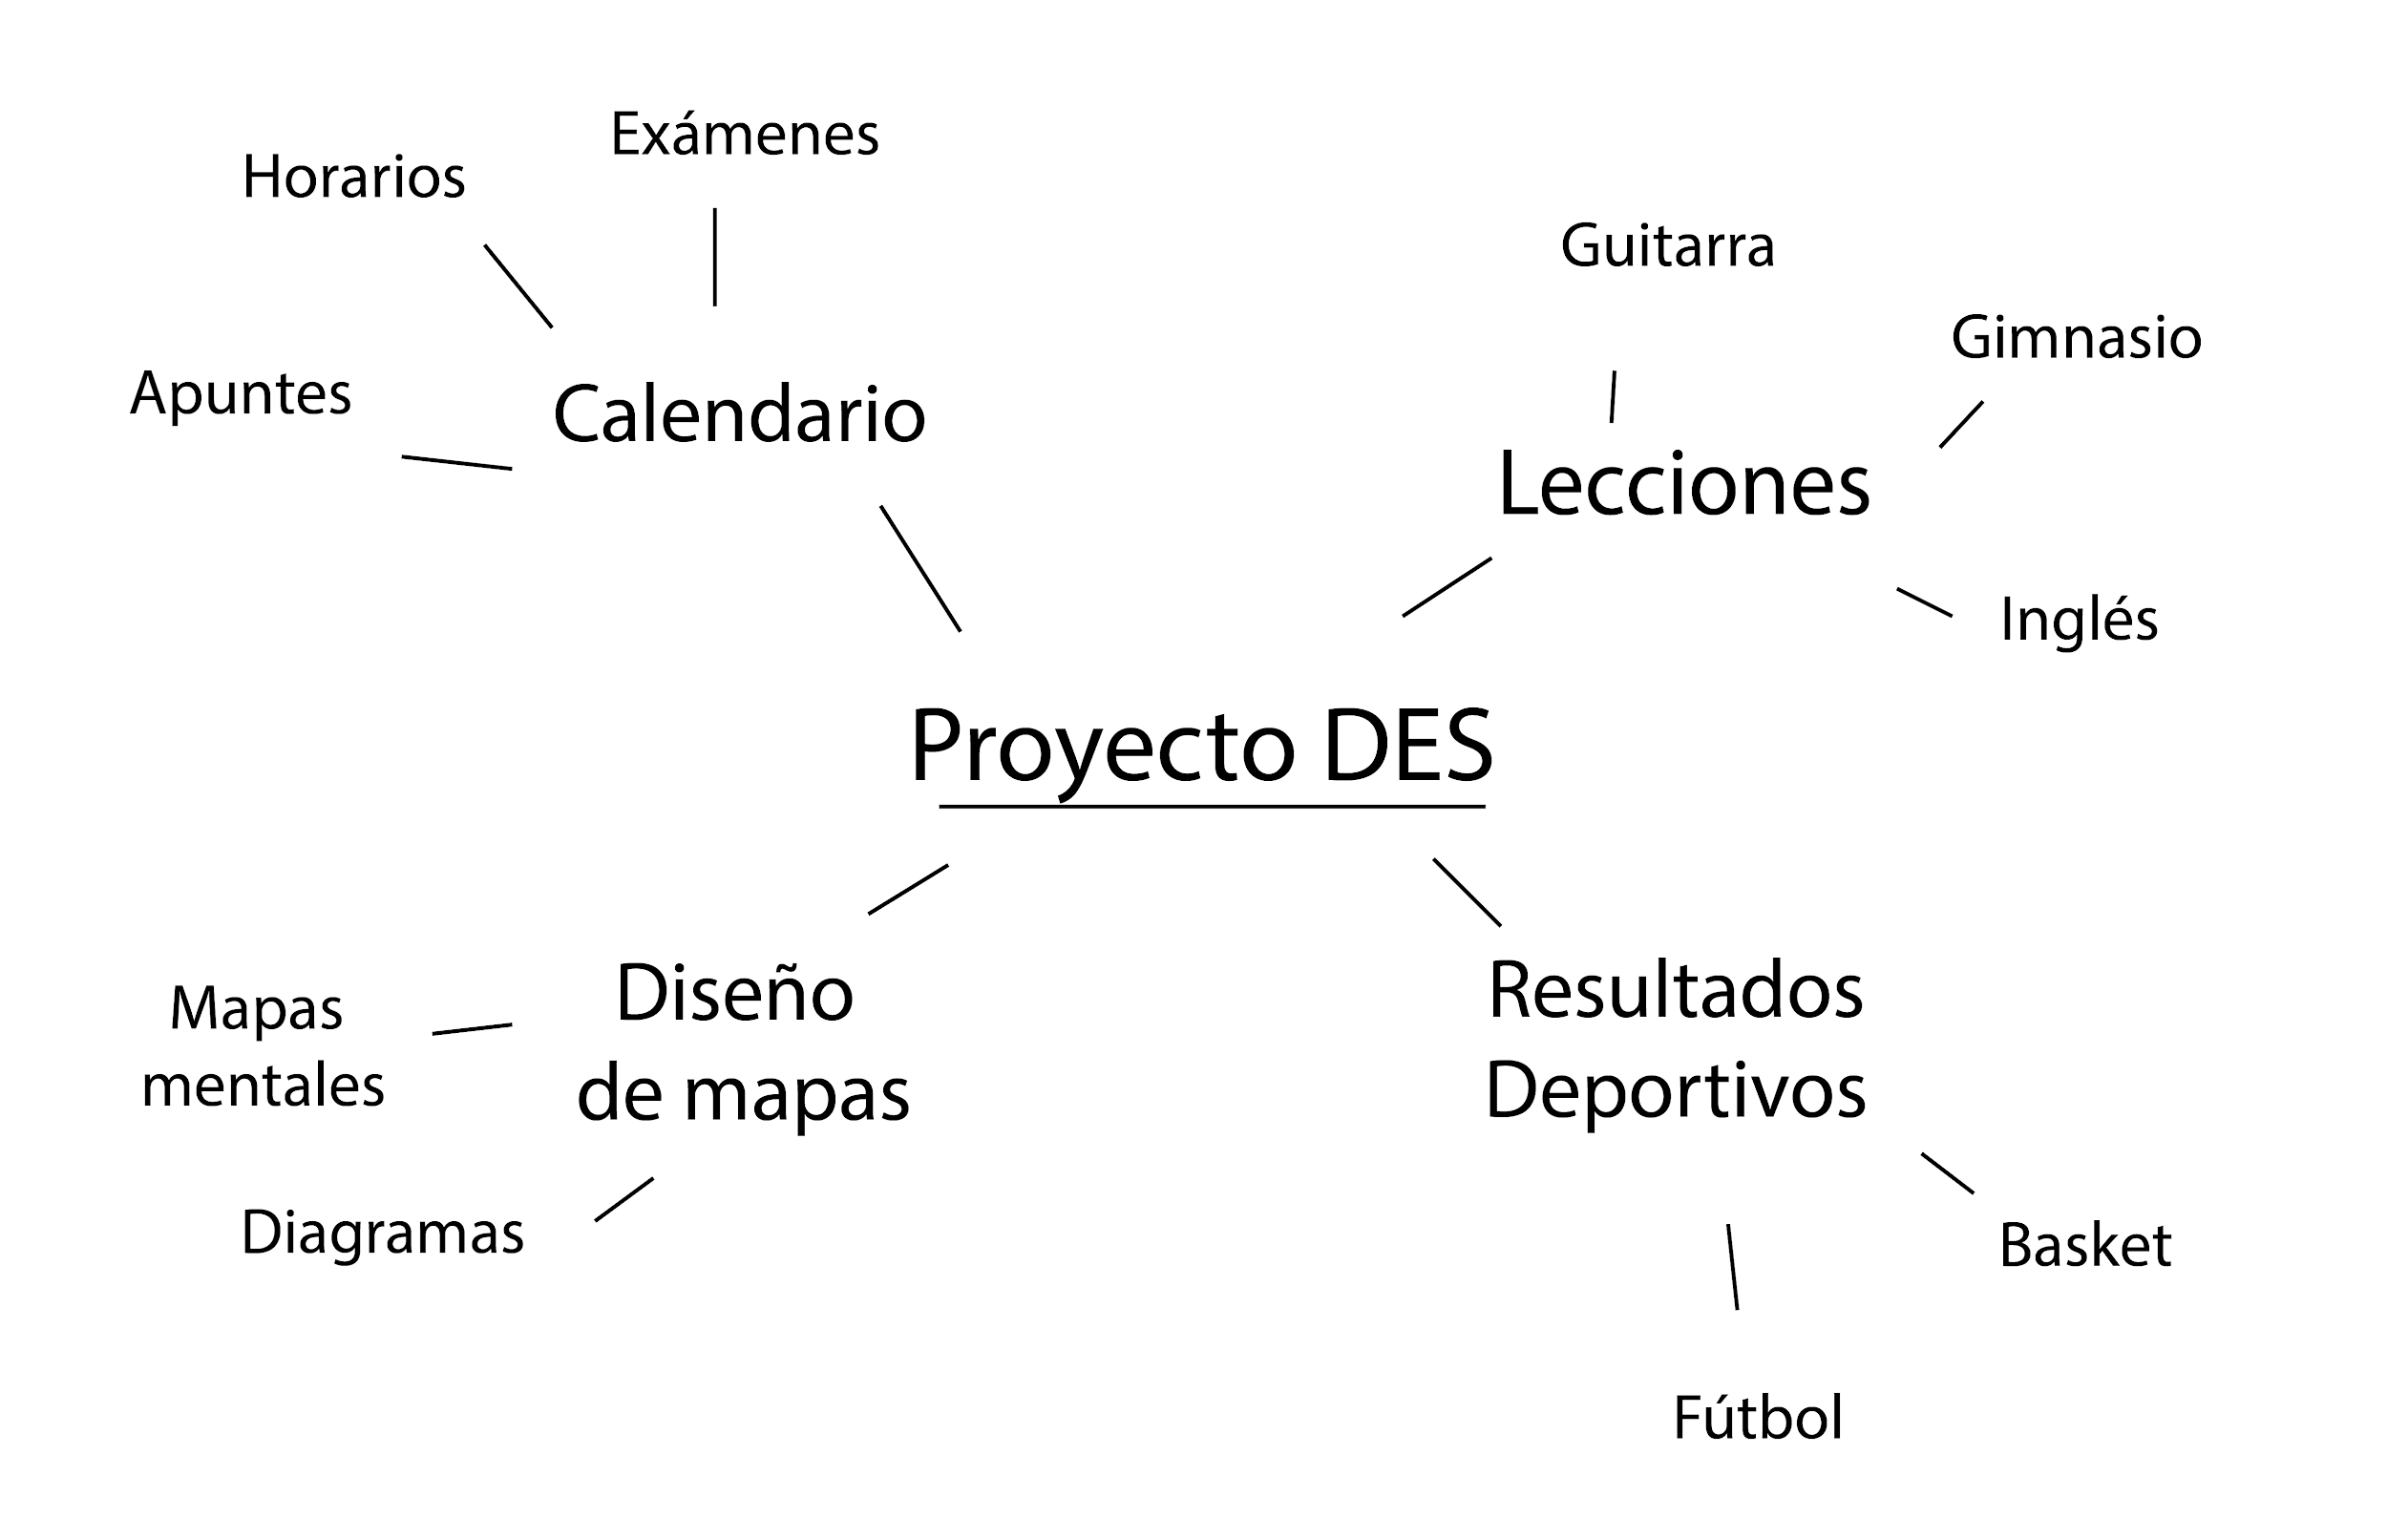 Exámenes
Horarios
Apuntes
Calendario
Guitarra
Gimnasio
Lecciones
Inglés
Proyecto DES
Diseño
de mapas
Mapas
mentales
Diagramas
Resultados
Deportivos
Basket
Fútbol